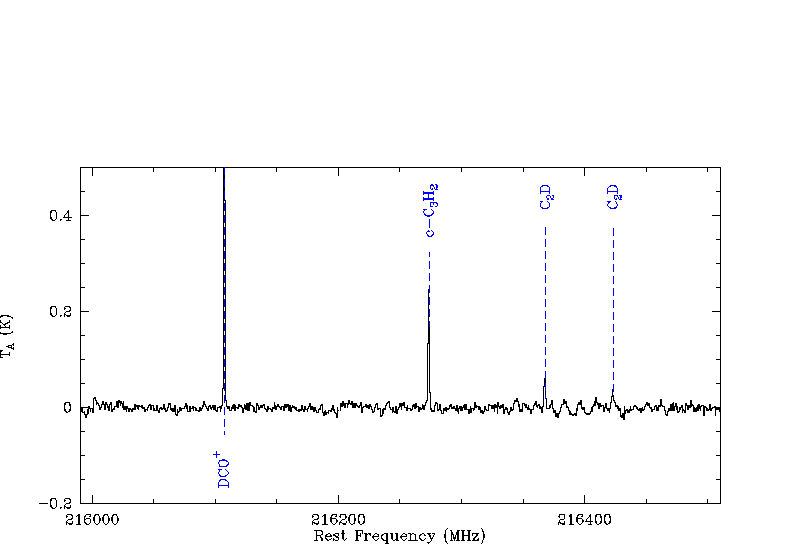 c-C₃H₂
C₂D
C₂D
0.4
0.2
0
-0.2
T_A (K)
DCO⁺
216000 216200 216400
Rest Frequency (MHz)